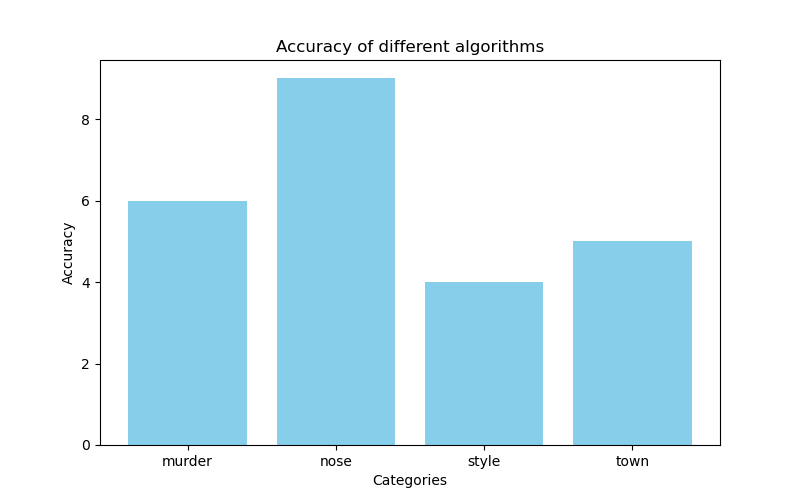 Accuracy of different algorithms
Accuracy
8
6
4
2
0
murder nose style town
Categories